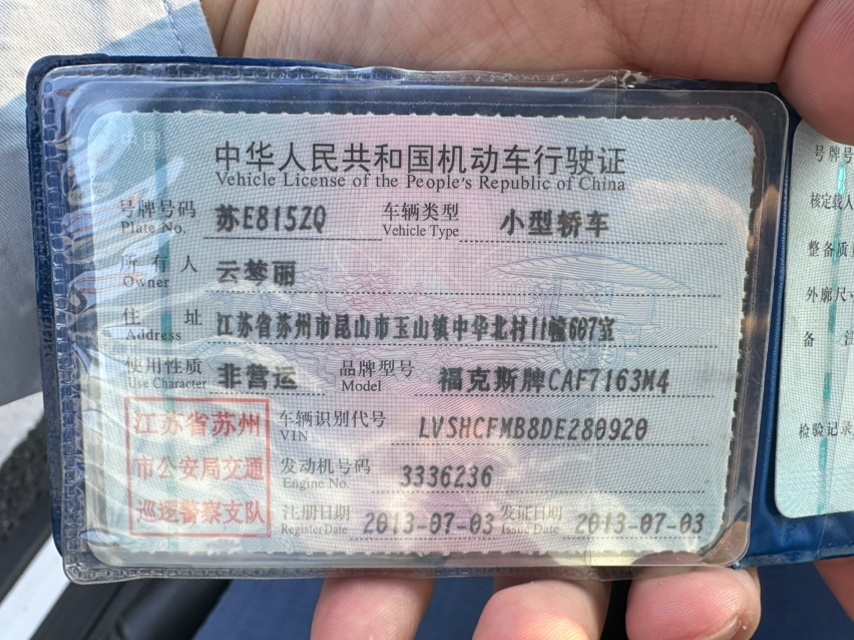 中华人民共和国机动车行驶证
Vehicle License of the People's Republic of China
号牌号码 苏E815ZQ 车辆类型 小型轿车
Plate No. Vehicle Type
所有人 云梦丽
Owner
住址 江苏省苏州市昆山市玉山镇中华北村11幢607室
Address
使用性质 非营运 品牌型号 福克斯牌CAF7163M4
Use Character Model
江苏省苏州
市公安局交通
巡逻警察支队
车辆识别代号 LVSHCFMB8DE280920
VIN
发动机号码 3336236
Engine No.
注册日期 2013-07-03 发证日期 2013-07-03
Register Date Issue Date
号牌号
核定载人
整备质
外廓尺
备
检验记录